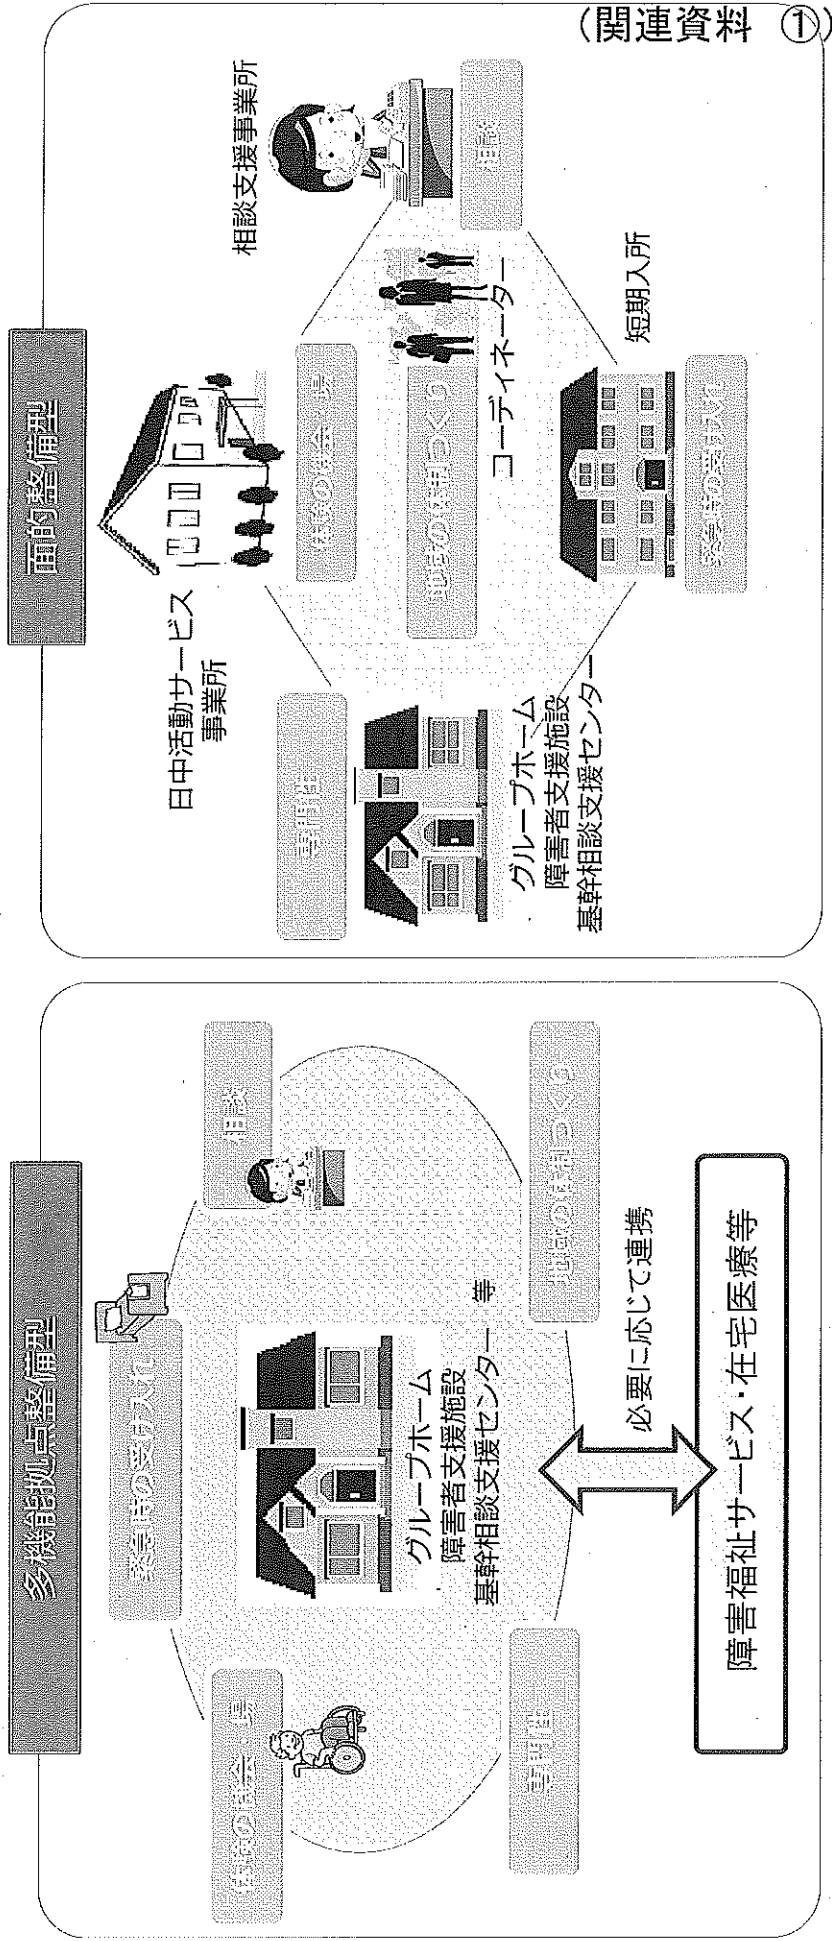 (関連資料 ①)
多機能拠点整備型
緊急時の受け入れ
体験の機会・場
相談
グループホーム
障害者支援施設
基幹相談支援センター 等
専門性
地域の体制づくり
必要に応じて連携
障害福祉サービス・在宅医療等
面的整備型
日中活動サービス
事業所
体験の機会・場
相談支援事業所
相談
専門性
グループホーム
障害者支援施設
基幹相談支援センター
地域の体制づくり
コーディネーター
短期入所
緊急時の受け入れ